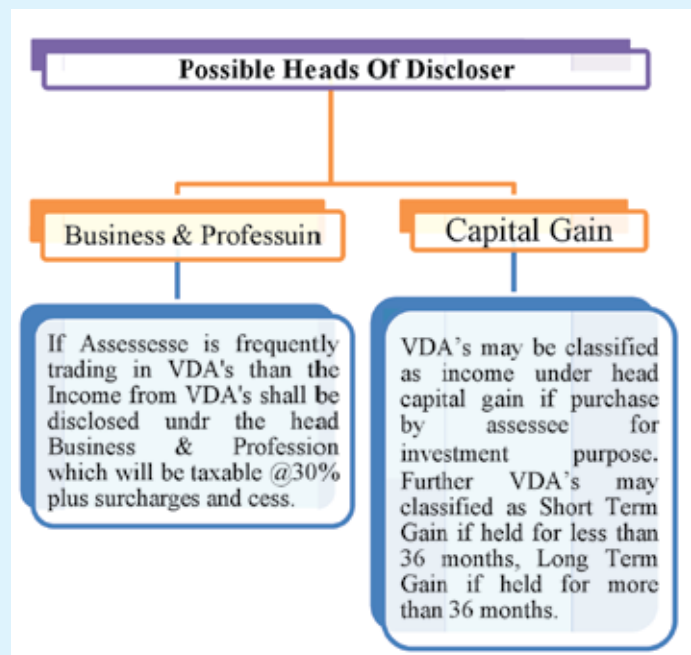 Possible Heads Of Discloser
Business & Professuin
If Assessesse is frequently
trading in VDA's than the
Income from VDA's shall be
disclosed undr the head
Business & Profession
which will be taxable @30%
plus surcharges and cess.
Capital Gain
VDA’s may be classified
as income under head
capital gain if purchase
by assessee for
investment purpose.
Further VDA’s may
classified as Short Term
Gain if held for less than
36 months, Long Term
Gain if held for more
than 36 months.